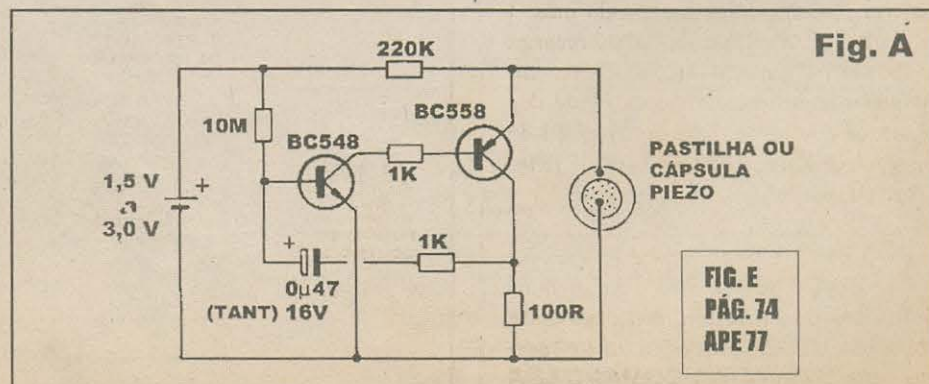 Fig. A
220K
10M
BC548
BC558
1K
1,5 V
+
a
3,0 V
PASTILHA OU
CÁPSULA
PIEZO
+
1K
0µ47
(TANT) 16V
100R
FIG. E
PÁG. 74
APE 77